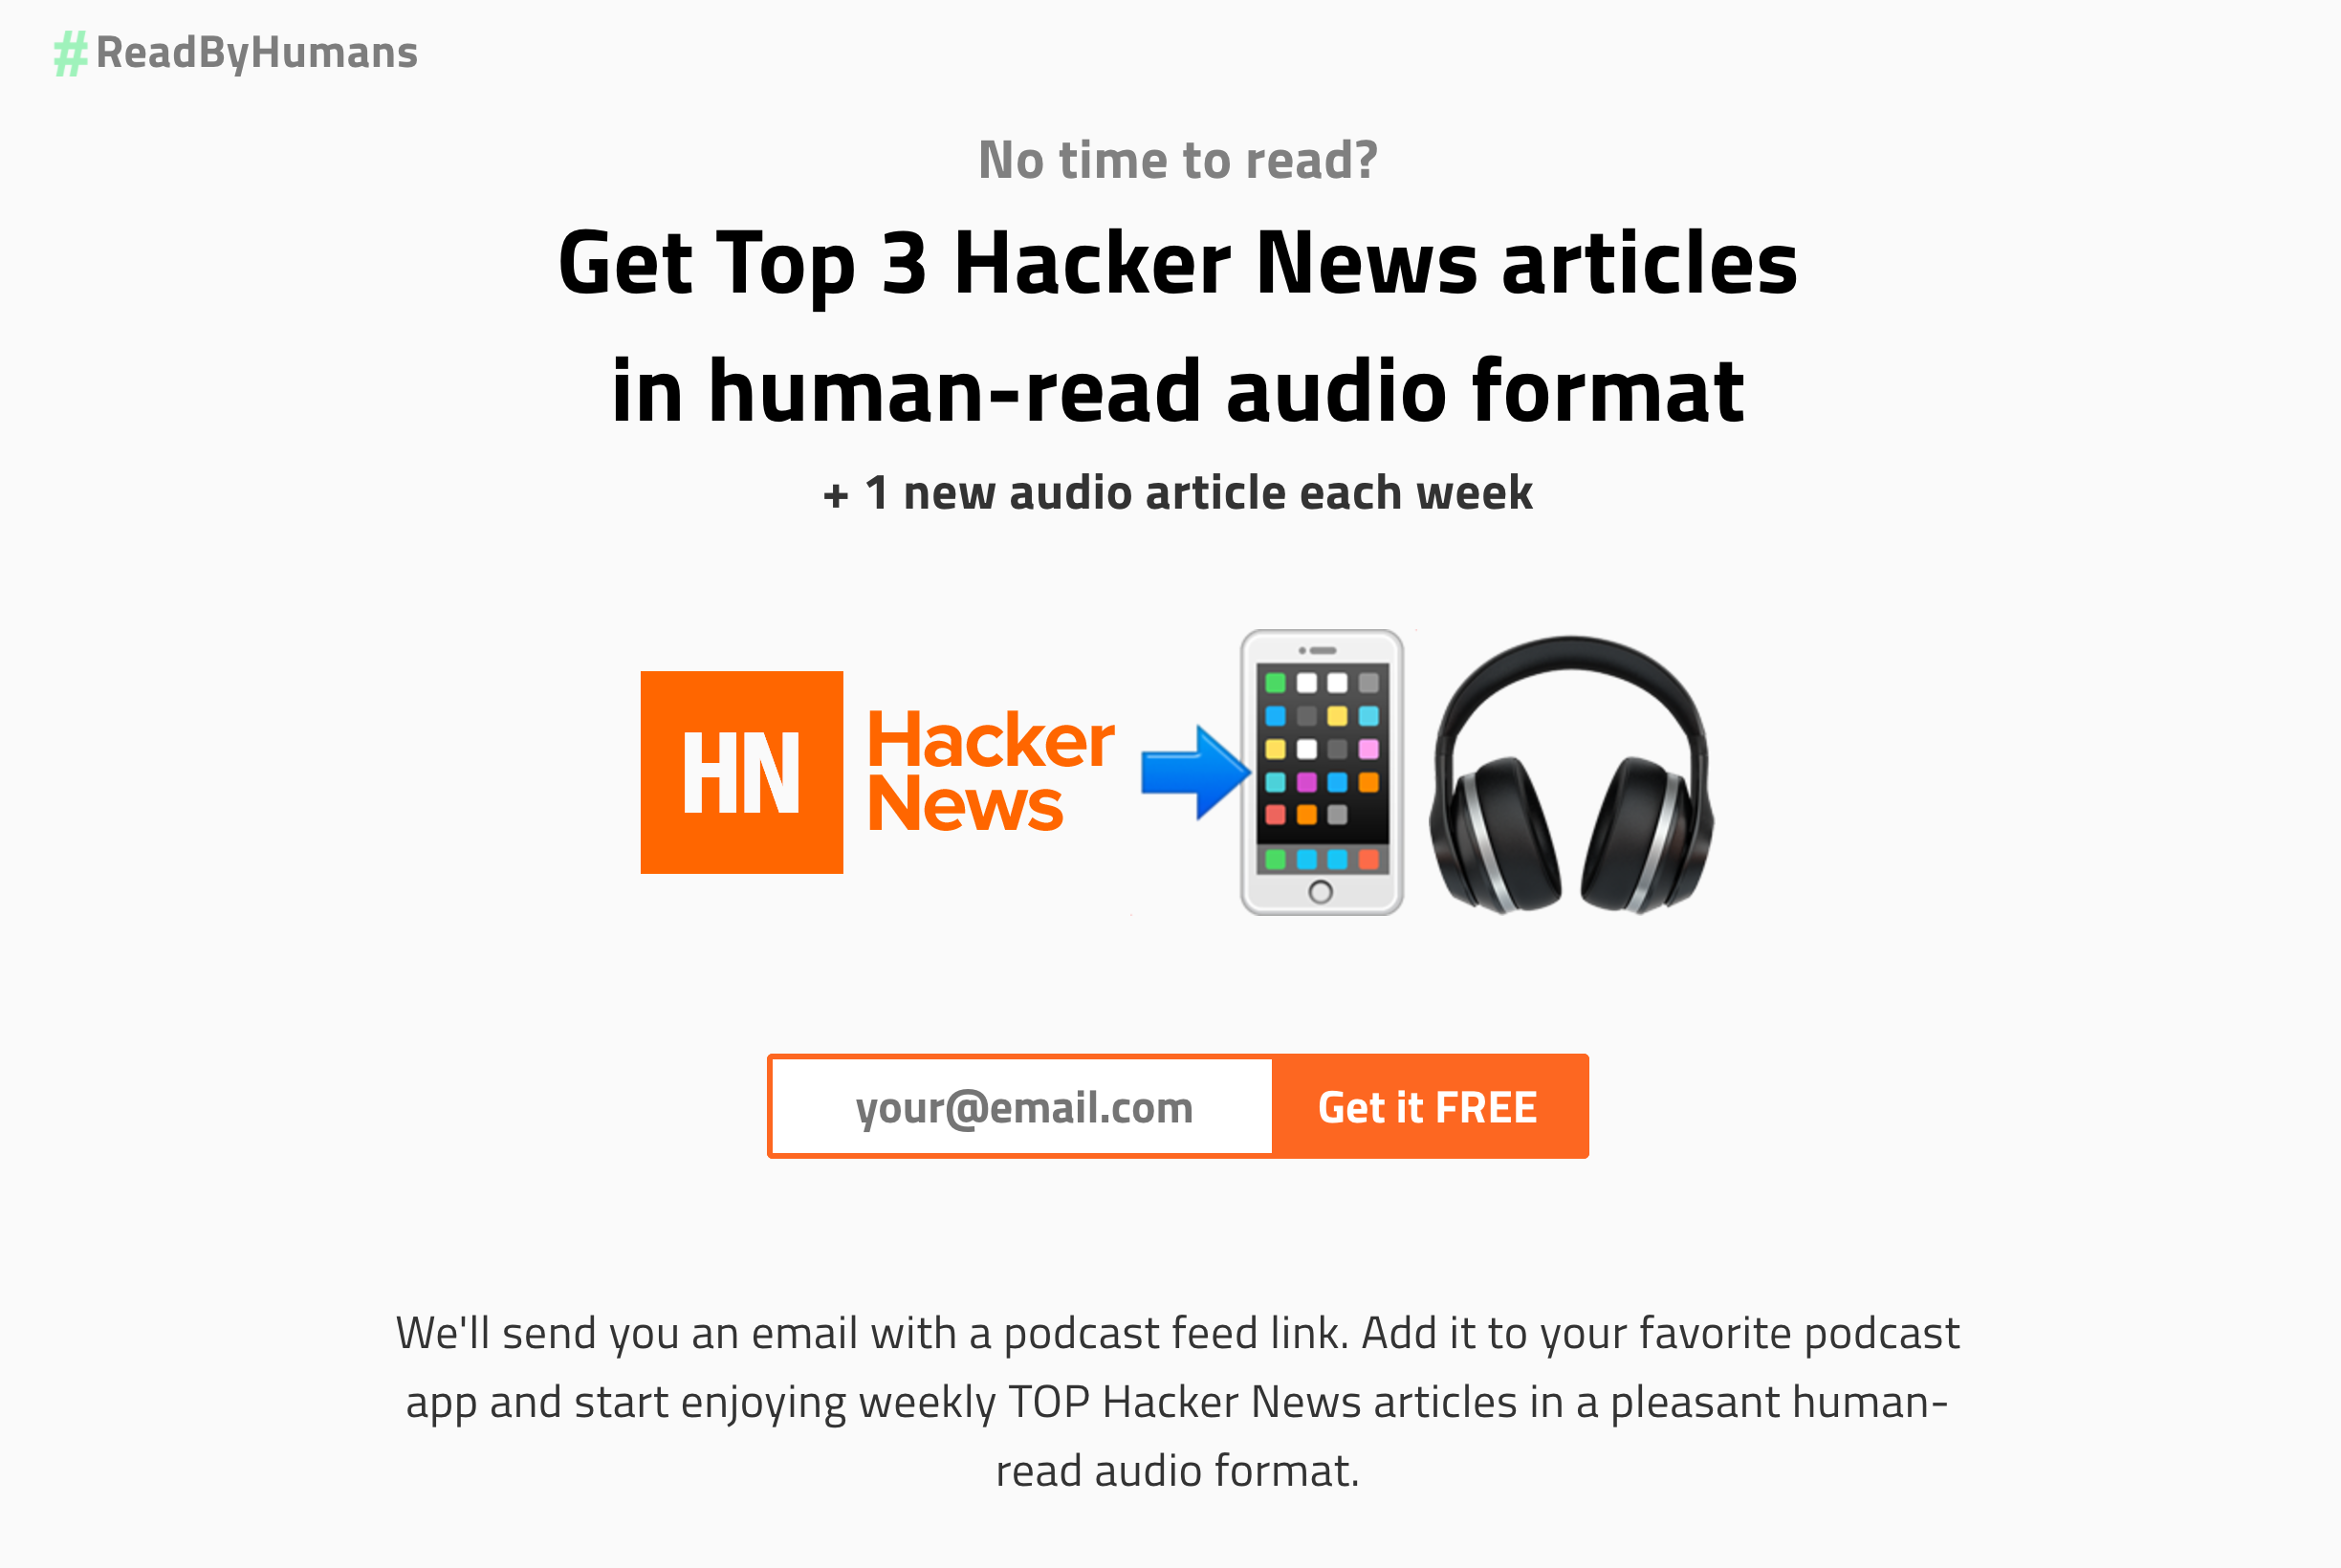 #ReadByHumans
No time to read?
Get Top 3 Hacker News articles
in human-read audio format
+ 1 new audio article each week
HN
Hacker
News
your@email.com
Get it FREE
We'll send you an email with a podcast feed link. Add it to your favorite podcast
app and start enjoying weekly TOP Hacker News articles in a pleasant human-
read audio format.